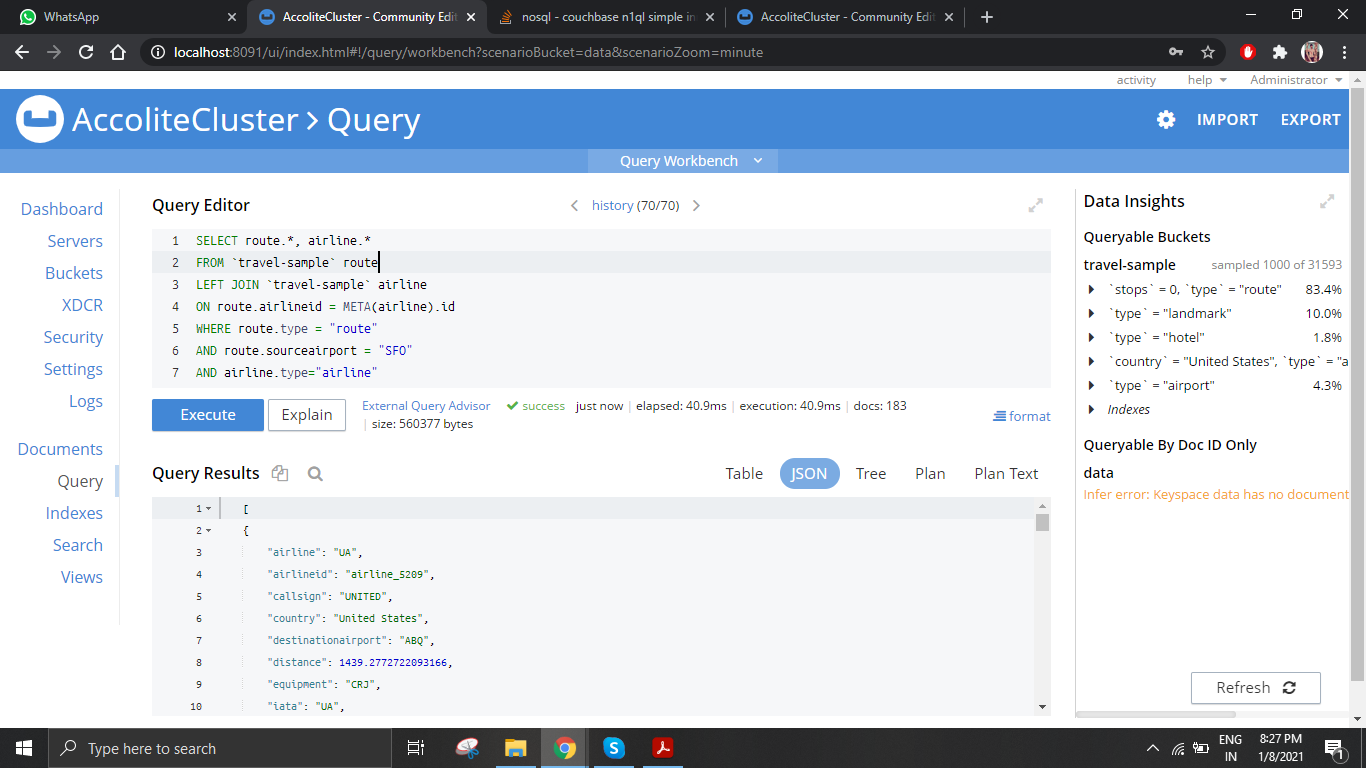 WhatsApp
AccoliteCluster - Community Edit
nosql - couchbase n1ql simple in
AccoliteCluster - Community Edit
localhost:8091/ui/index.html#!/query/workbench?scenarioBucket=data&scenarioZoom=minute
activity help Administrator
AccoliteCluster > Query
IMPORT EXPORT
Query Workbench
Dashboard
Servers
Buckets
XDCR
Security
Settings
Logs
Documents
Query
Indexes
Search
Views
Query Editor
history (70/70)
1 SELECT route.*, airline.*
2 FROM `travel-sample` route
3 LEFT JOIN `travel-sample` airline
4 ON route.airlineid = META(airline).id
5 WHERE route.type = "route"
6 AND route.sourceairport = "SFO"
7 AND airline.type="airline"
Execute
Explain
External Query Advisor success just now | elapsed: 40.9ms | execution: 40.9ms | docs: 183
| size: 560377 bytes
format
Query Results
Table JSON Tree Plan Plan Text
1 [
2 {
3 "airline": "UA",
4 "airlineid": "airline_5209",
5 "callsign": "UNITED",
6 "country": "United States",
7 "destinationairport": "ABQ",
8 "distance": 1439.2772722093166,
9 "equipment": "CRJ",
10 "iata": "UA",
Data Insights
Queryable Buckets
travel-sample sampled 1000 of 31593
`stops` = 0, `type` = "route" 83.4%
`type` = "landmark" 10.0%
`type` = "hotel" 1.8%
`country` = "United States", `type` = "a
`type` = "airport" 4.3%
Indexes
Queryable By Doc ID Only
data
Infer error: Keyspace data has no document
Refresh
Type here to search
ENG
IN
8:27 PM
1/8/2021
1